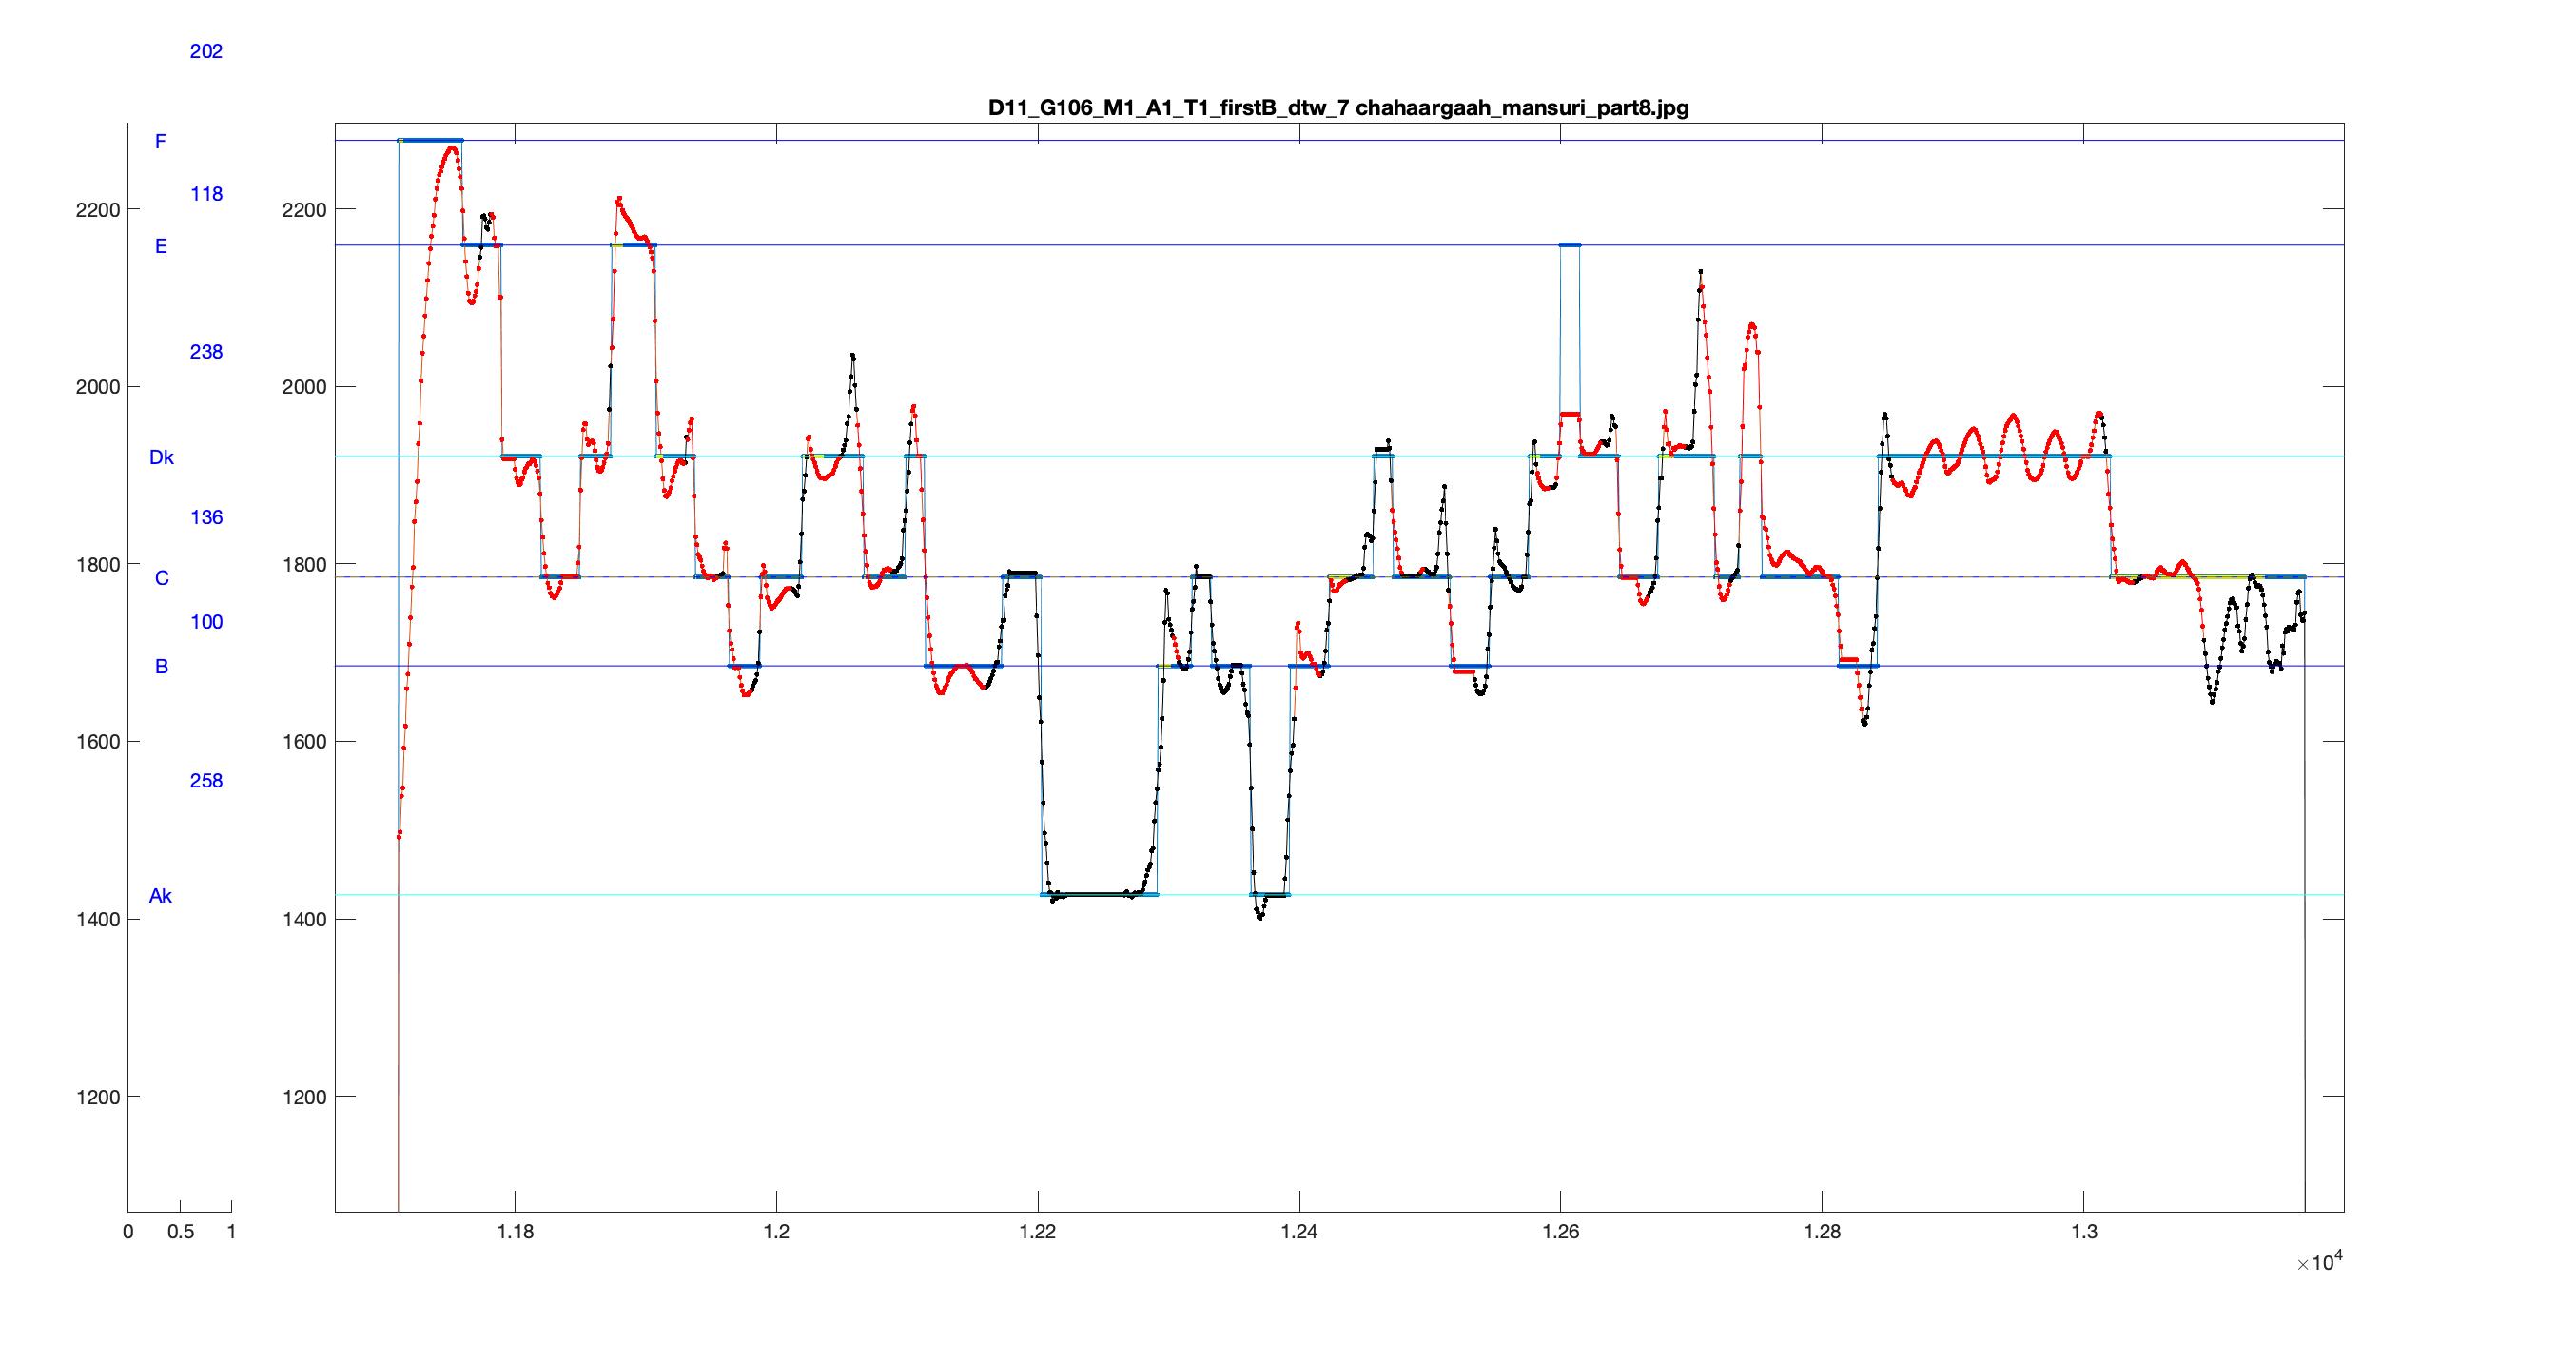 202
D11_G106_M1_A1_T1_firstB_dtw_7 chahaargaah_mansuri_part8.jpg
F
118
2200 2200
E
238
2000 2000
Dk
136
1800 1800
C
100
B
1600 1600
258
Ak
1400 1400
1200 1200
0 0.5 1 1.18 1.2 1.22 1.24 1.26 1.28 1.3
×10^4